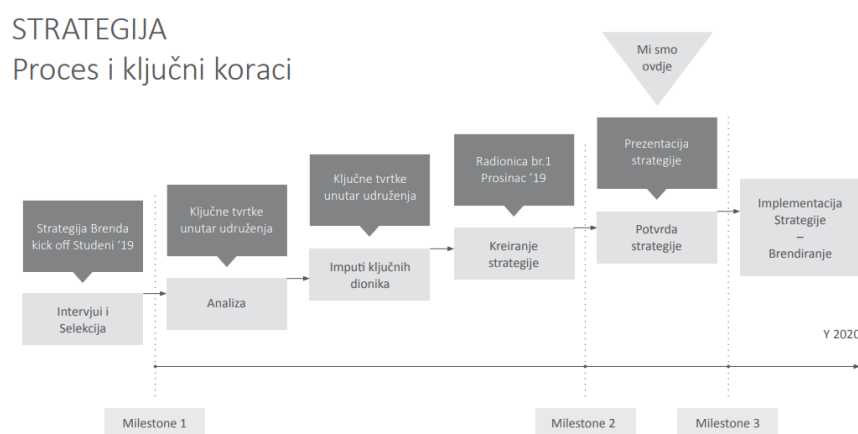 STRATEGIJA
Proces i ključni koraci
Mi smo
ovdje
Strategija Brenda
kick off Studeni ’19
Ključne tvrtke
unutar udruženja
Ključne tvrtke
unutar udruženja
Radionica br.1
Prosinac ’19
Prezentacija
strategije
Intervjui i
Selekcija
Analiza
Imputi ključnih
dionika
Kreiranje
strategije
Potvrda
strategije
Implementacija
Strategije
–
Brendiranje
Y 2020
Milestone 1
Milestone 2
Milestone 3